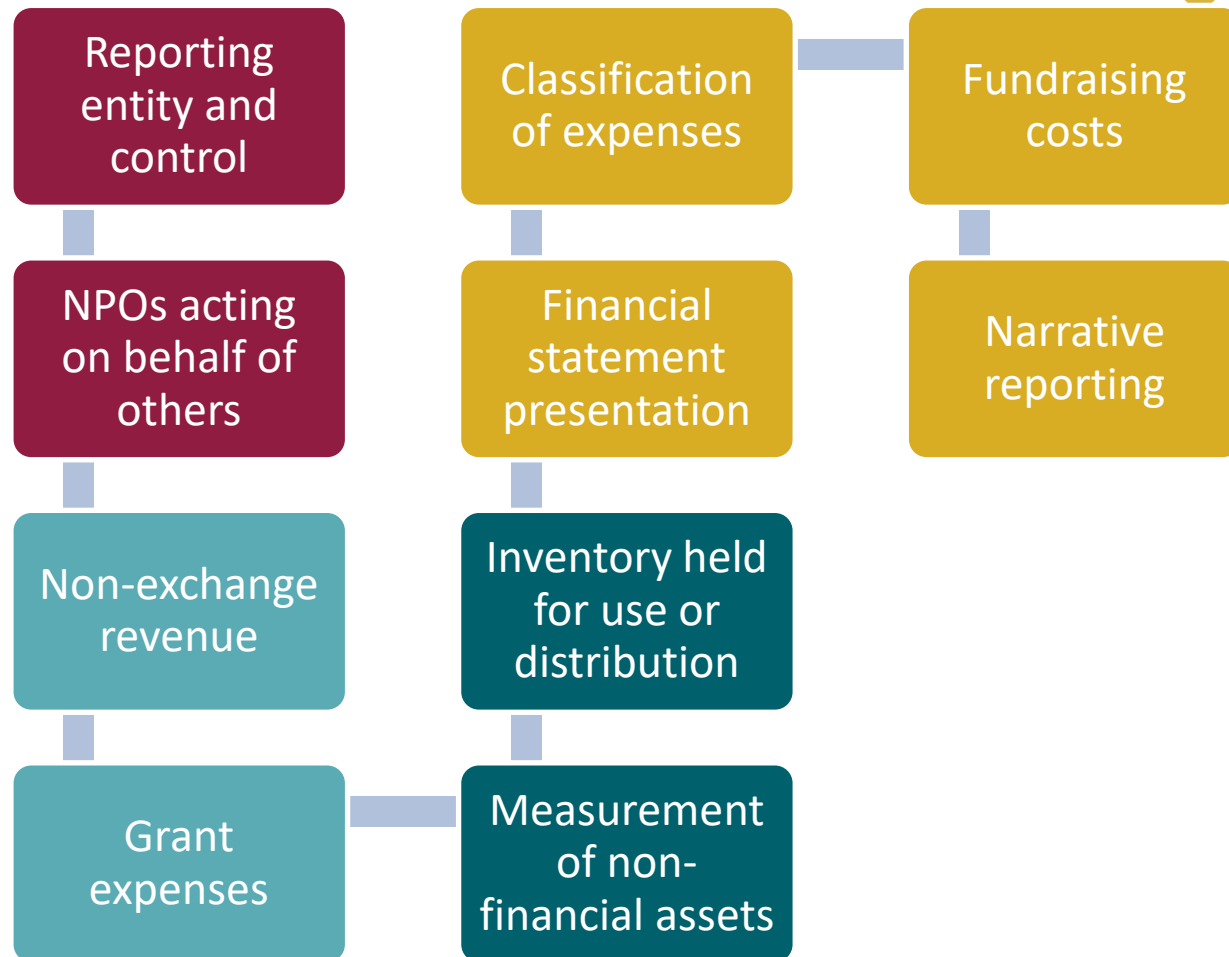 Reporting
entity and
control
NPOs acting
on behalf of
others
Non-exchange
revenue
Grant
expenses
Measurement
of non-
financial assets
Inventory held
for use or
distribution
Financial
statement
presentation
Classification
of expenses
Fundraising
costs
Narrative
reporting